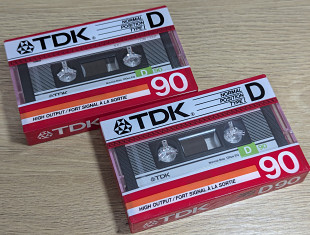 TDK D
NORMAL
POSITION
TYPE I
D
90
HIGH OUTPUT / FORT SIGNAL À LA SORTIE
TDK D
NORMAL
POSITION
TYPE I
TDK
D 90
90
HIGH OUTPUT / FORT SIGNAL À LA SORTIE
TDK D90